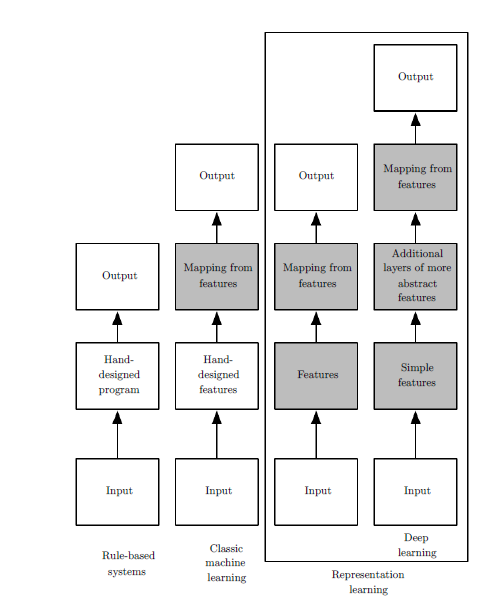 Output
Output
Output
Mapping from
features
Output
Mapping from
features
Mapping from
features
Additional
layers of more
abstract
features
Hand-
designed
program
Hand-
designed
features
Features
Simple
features
Input
Input
Input
Input
Rule-based
systems
Classic
machine
learning
Deep
learning
Representation
learning